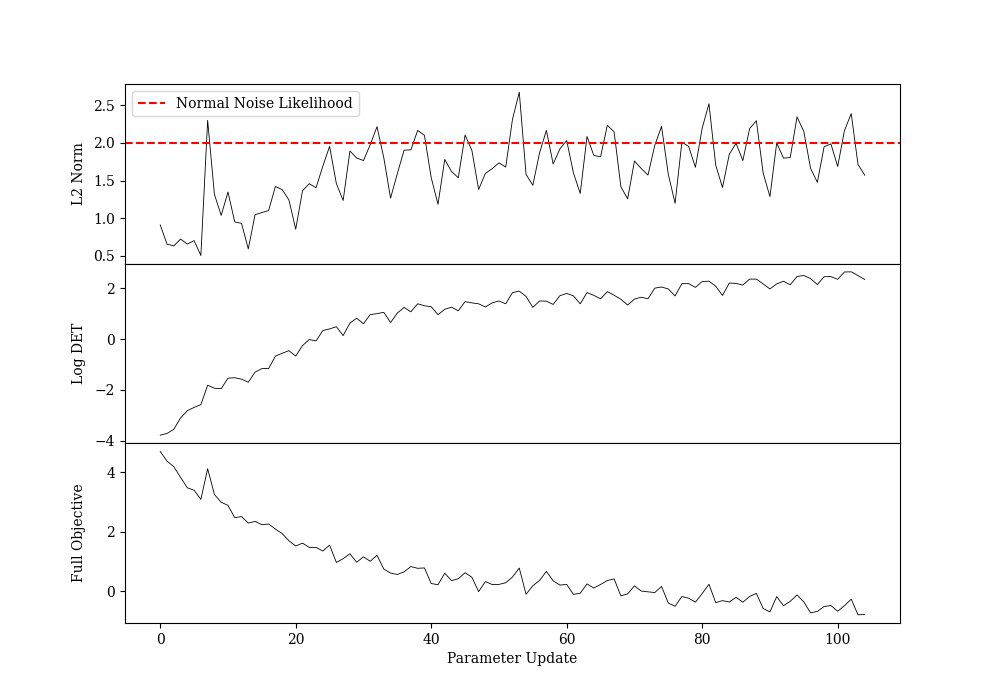 Normal Noise Likelihood
2.5
2.0
1.5
1.0
0.5
L2 Norm
2
0
−2
−4
Log DET
4
2
0
Full Objective
0 20 40 60 80 100
Parameter Update